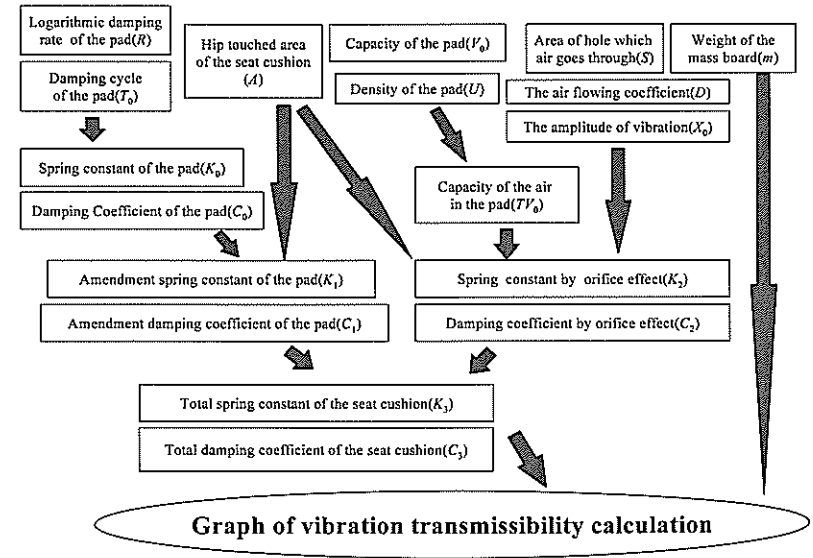 Logarithmic damping
rate of the pad(R)
Damping cycle
of the pad(T₀)
Hip touched area
of the seat cushion
(A)
Capacity of the pad(V₀)
Density of the pad(U)
Area of hole which
air goes through(S)
The air flowing coefficient(D)
The amplitude of vibration(X₀)
Weight of the
mass board(m)
Spring constant of the pad(K₀)
Damping Coefficient of the pad(C₀)
Capacity of the air
in the pad(TV₀)
Amendment spring constant of the pad(K₁)
Amendment damping coefficient of the pad(C₁)
Spring constant by orifice effect(K₂)
Damping coefficient by orifice effect(C₂)
Total spring constant of the seat cushion(K₃)
Total damping coefficient of the seat cushion(C₃)
Graph of vibration transmissibility calculation